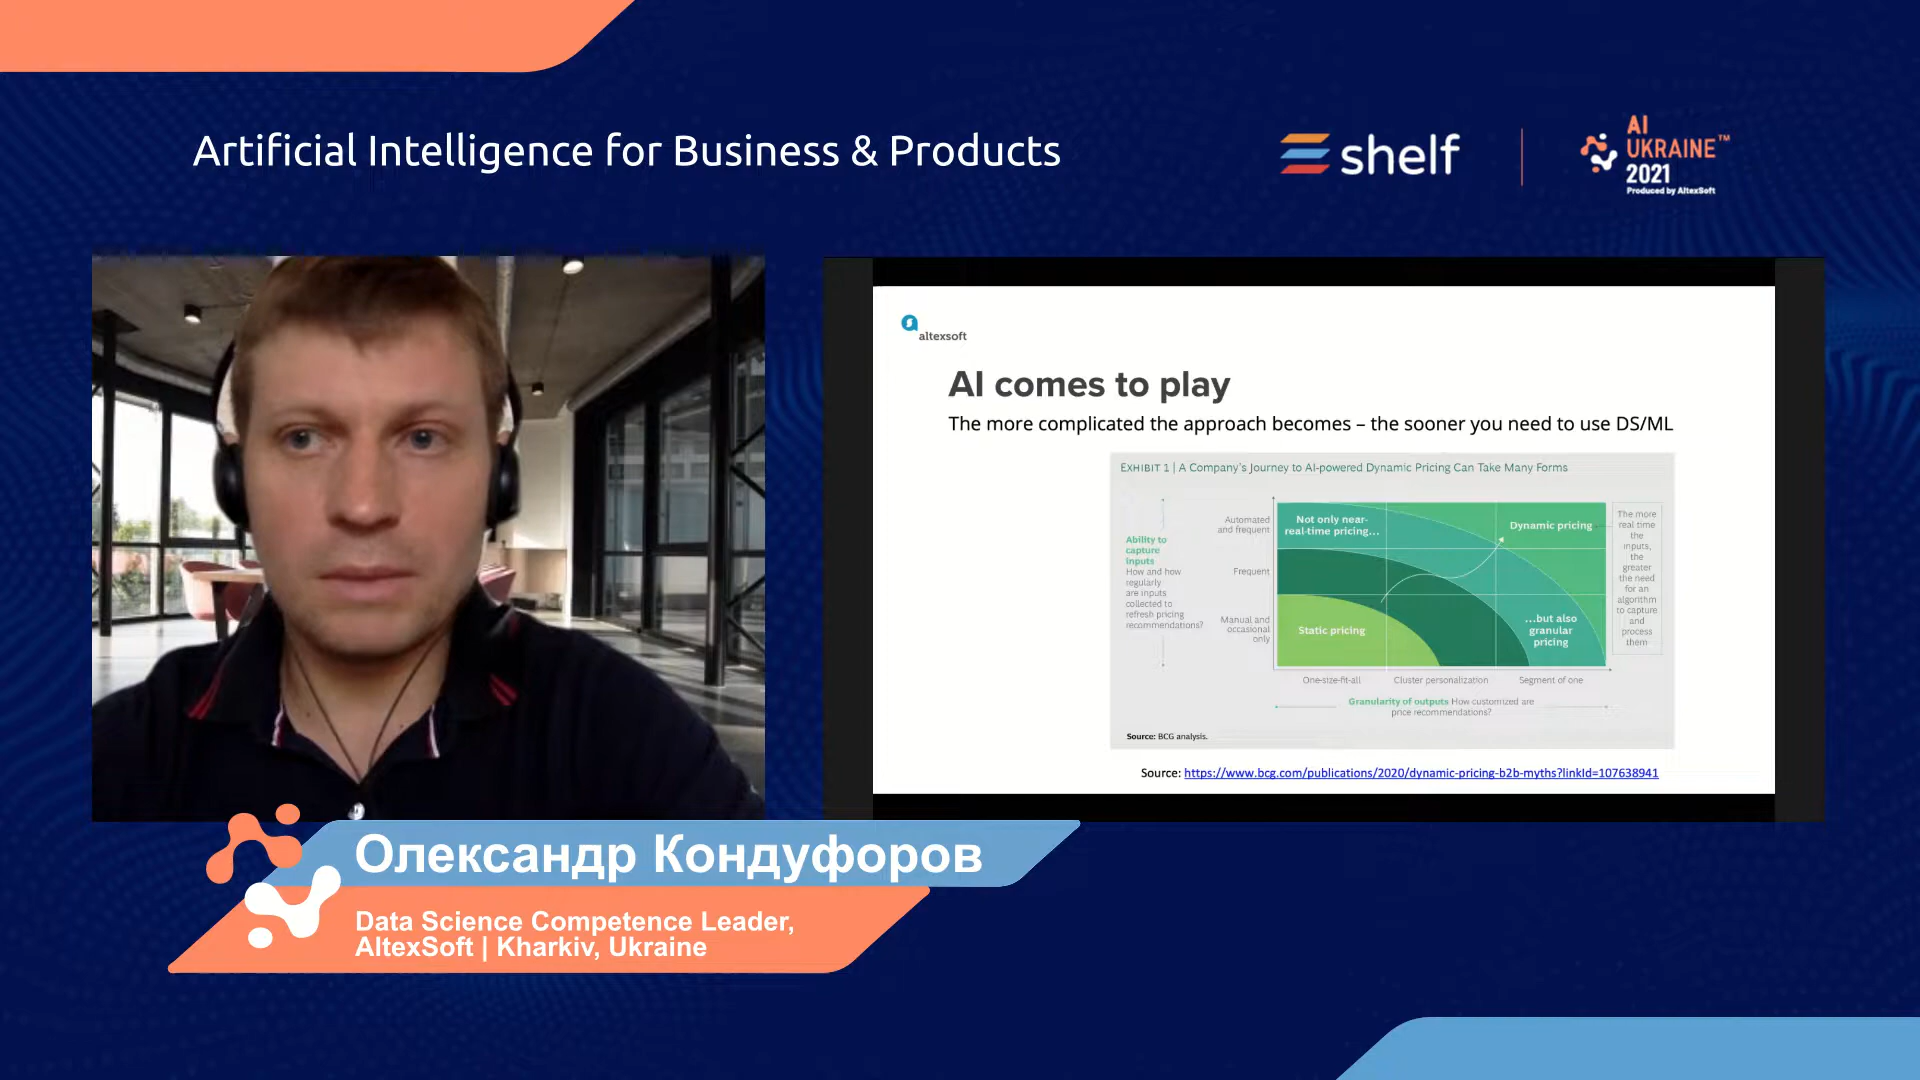 Artificial Intelligence for Business & Products
shelf
AI
UKRAINE™
2021
Produced by AltexSoft
altexsoft
AI comes to play
The more complicated the approach becomes – the sooner you need to use DS/ML
EXHIBIT 1 | A Company's Journey to AI-powered Dynamic Pricing Can Take Many Forms
Ability to
capture
inputs
How and how
regularly
are inputs
collected to
refresh pricing
recommendations?
Automated
and frequent
Frequent
Manual and
occasional
only
Not only near-
real-time pricing...
Dynamic pricing
Static pricing
...but also
granular
pricing
The more
real time
the
inputs,
the
greater
the need
for an
algorithm
to capture
and
process
them
One-size-fit-all
Cluster personalization
Segment of one
Granularity of outputs How customized are
price recommendations?
Source: BCG analysis.
Source: https://www.bcg.com/publications/2020/dynamic-pricing-b2b-myths?linkId=107638941
Олександр Кондуфоров
Data Science Competence Leader,
AltexSoft | Kharkiv, Ukraine